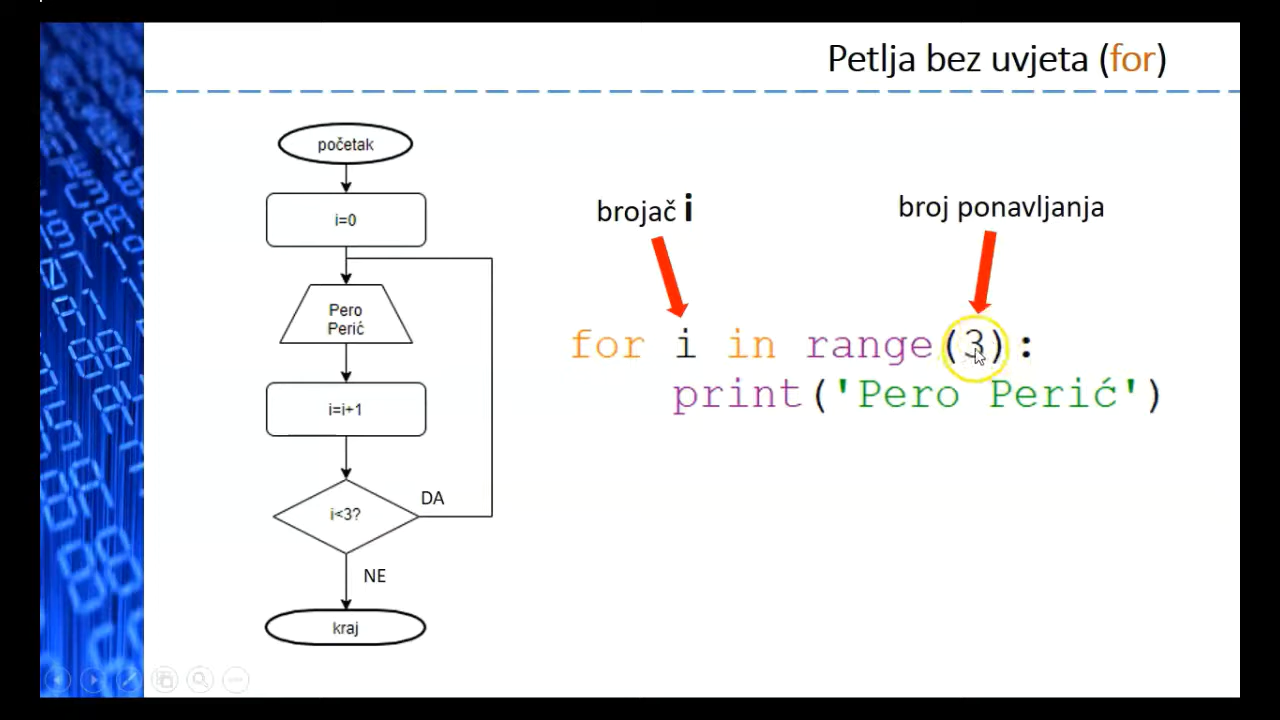 Petlja bez uvjeta (for)
početak
i=0
Pero
Perić
i=i+1
i<3?
DA
NE
kraj
brojač i
broj ponavljanja
for i in range(3):
print('Pero Perić')